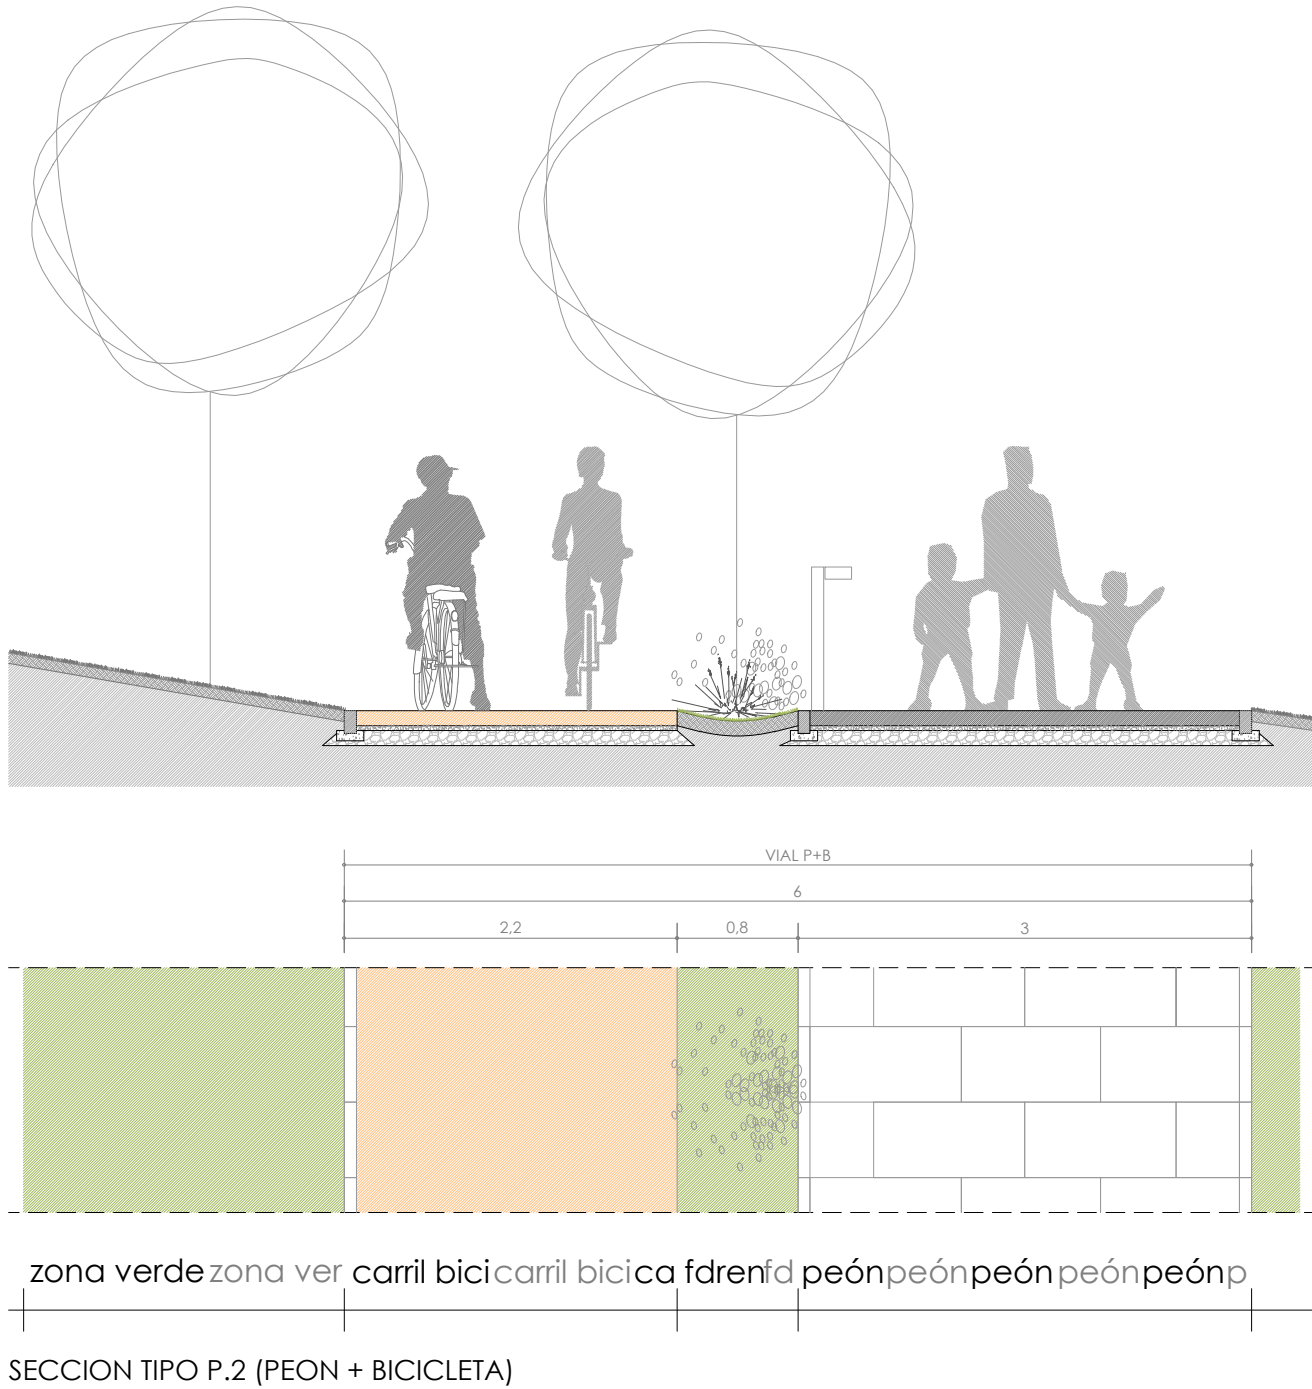 VIAL P+B
6
2,2 0,8 3
zona verde zona ver carril bici carril bici ca fdren fd peón peón peón peón peón p
SECCION TIPO P.2 (PEON + BICICLETA)